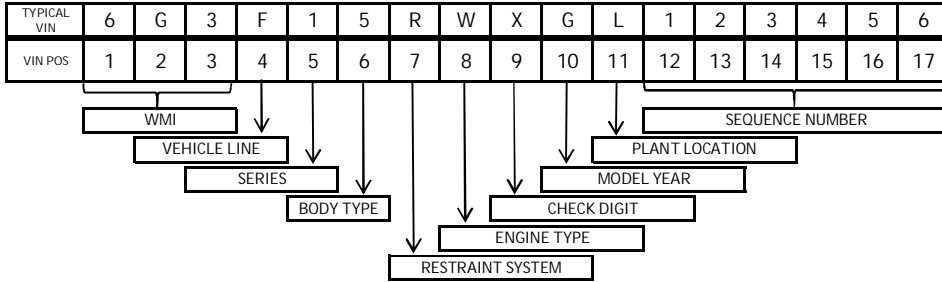 TYPICAL VIN 6 G 3 F 1 5 R W X G L 1 2 3 4 5 6
VIN POS 1 2 3 4 5 6 7 8 9 10 11 12 13 14 15 16 17
WMI SEQUENCE NUMBER
VEHICLE LINE PLANT LOCATION
SERIES MODEL YEAR
BODY TYPE CHECK DIGIT
ENGINE TYPE
RESTRAINT SYSTEM